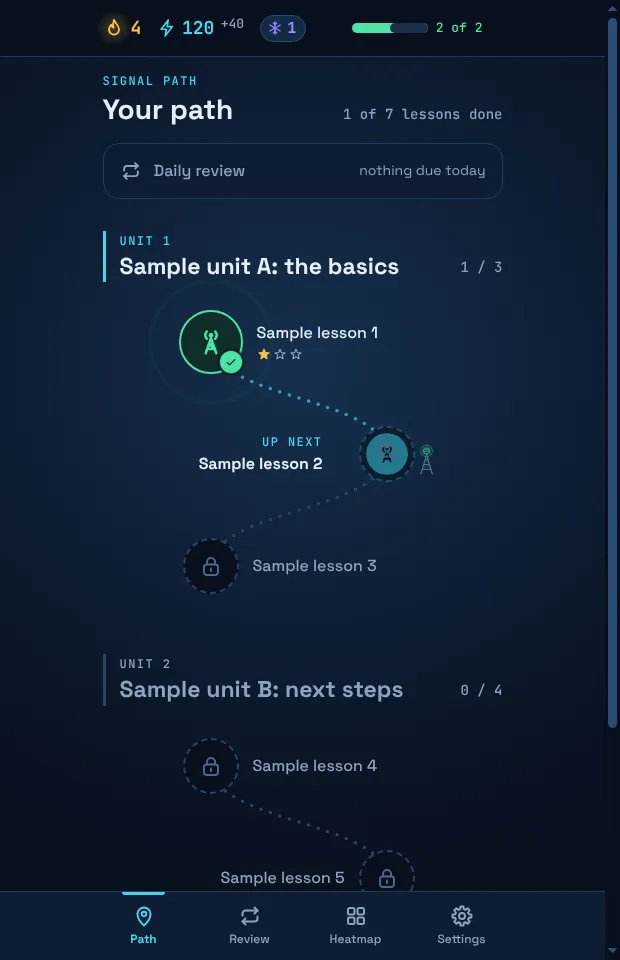 4 120 +40 1 2 of 2
SIGNAL PATH
Your path 1 of 7 lessons done
Daily review nothing due today
UNIT 1
Sample unit A: the basics 1 / 3
Sample lesson 1
UP NEXT
Sample lesson 2
Sample lesson 3
UNIT 2
Sample unit B: next steps 0 / 4
Sample lesson 4
Sample lesson 5
Path Review Heatmap Settings